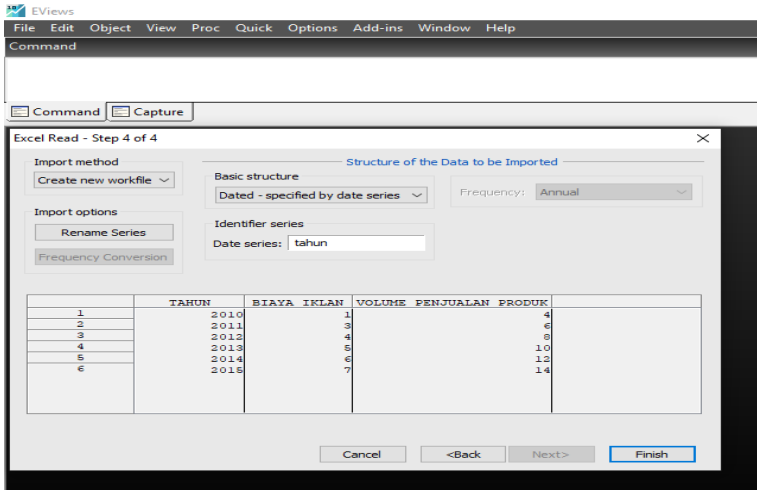 EViews
File Edit Object View Proc Quick Options Add-ins Window Help
Command
Command Capture
Excel Read - Step 4 of 4
Import method
Create new workfile
Structure of the Data to be Imported
Basic structure
Dated - specified by date series
Frequency: Annual
Import options
Rename Series
Frequency Conversion
Identifier series
Date series: tahun
TAHUN BIAYA IKLAN VOLUME PENJUALAN PRODUK
1 2010 1 4
2 2011 3 6
3 2012 4 8
4 2013 5 10
5 2014 6 12
6 2015 7 14
Cancel <Back Next> Finish